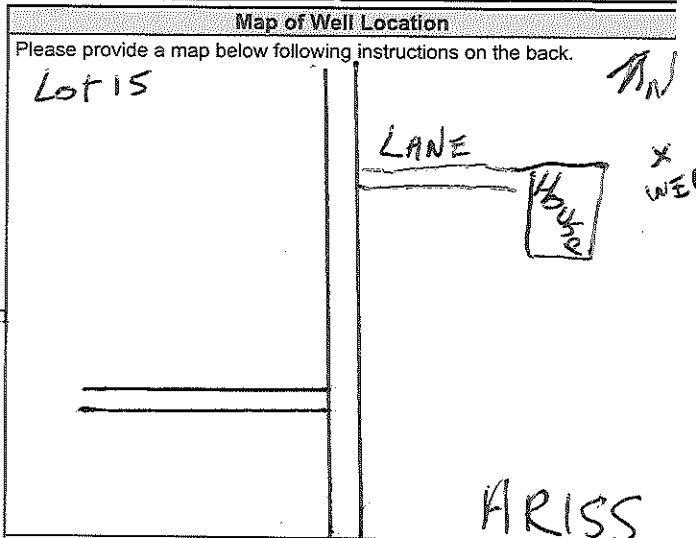 Map of Well Location
Please provide a map below following instructions on the back.
Lot 15
N
LANE
X
House
ARISS